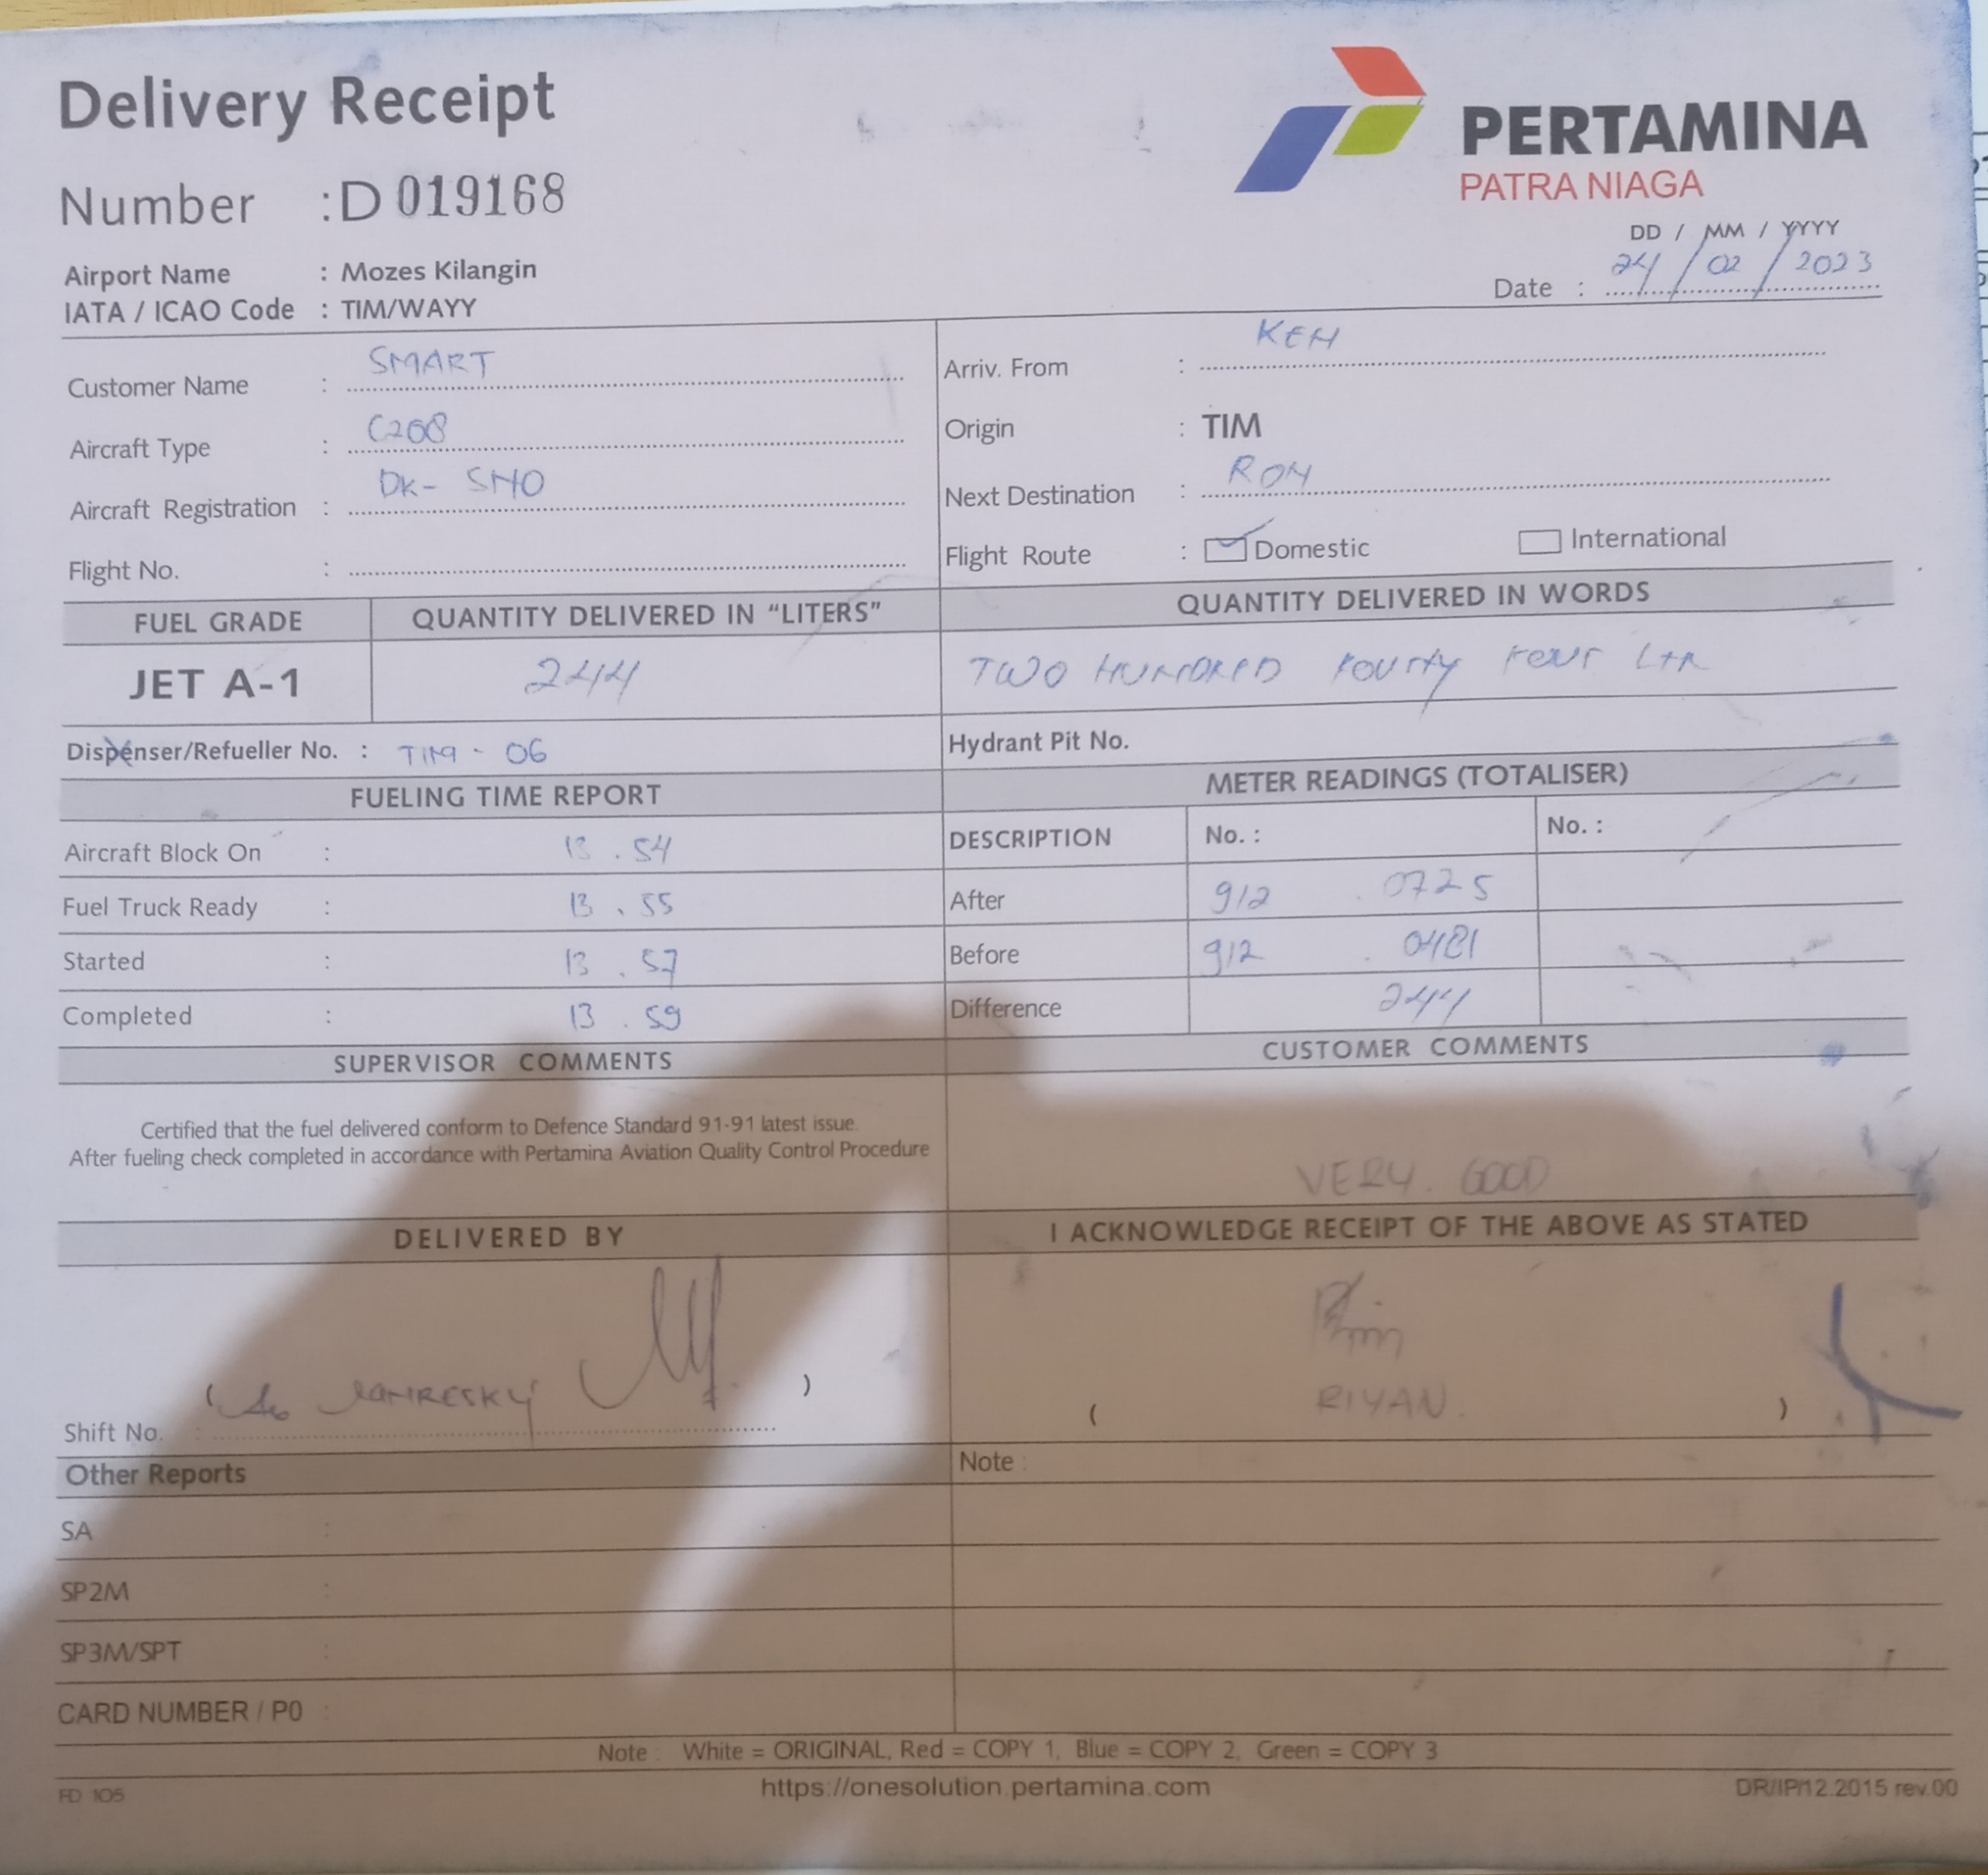 Delivery Receipt
PERTAMINA
PATRA NIAGA
Number : D 019168
DD / MM / YYYY
Date : 24 / 02 / 2023
Airport Name : Mozes Kilangin
IATA / ICAO Code : TIM/WAYY
Customer Name : SMART
Aircraft Type : C208
Aircraft Registration : PK- SNO
Flight No. :
Arriv. From : KEH
Origin : TIM
Next Destination :
Flight Route : Domestic International
FUEL GRADE QUANTITY DELIVERED IN "LITERS" QUANTITY DELIVERED IN WORDS
JET A-1 244 TWO HUNDRED FOURTY FOUR LTR
Dispenser/Refueller No. : TIM - 06
Hydrant Pit No.
FUELING TIME REPORT
Aircraft Block On : 13 . 54
Fuel Truck Ready : 13 . 55
Started : 13 . 57
Completed : 13 . 59
METER READINGS (TOTALISER)
DESCRIPTION No. : No. :
After 912 . 0725
Before 912 . 0481
Difference 244
SUPERVISOR COMMENTS
Certified that the fuel delivered conform to Defence Standard 91-91 latest issue.
After fueling check completed in accordance with Pertamina Aviation Quality Control Procedure
CUSTOMER COMMENTS
VERY. GOOD
DELIVERED BY
( )
Shift No. :
I ACKNOWLEDGE RECEIPT OF THE ABOVE AS STATED
( RIYAN. )
Other Reports
SA :
SP2M :
SP3M/SPT :
CARD NUMBER / P0 :
Note :
Note : White = ORIGINAL, Red = COPY 1, Blue = COPY 2, Green = COPY 3
FD 105
https://onesolution.pertamina.com
DR/IP/12.2015 rev.00